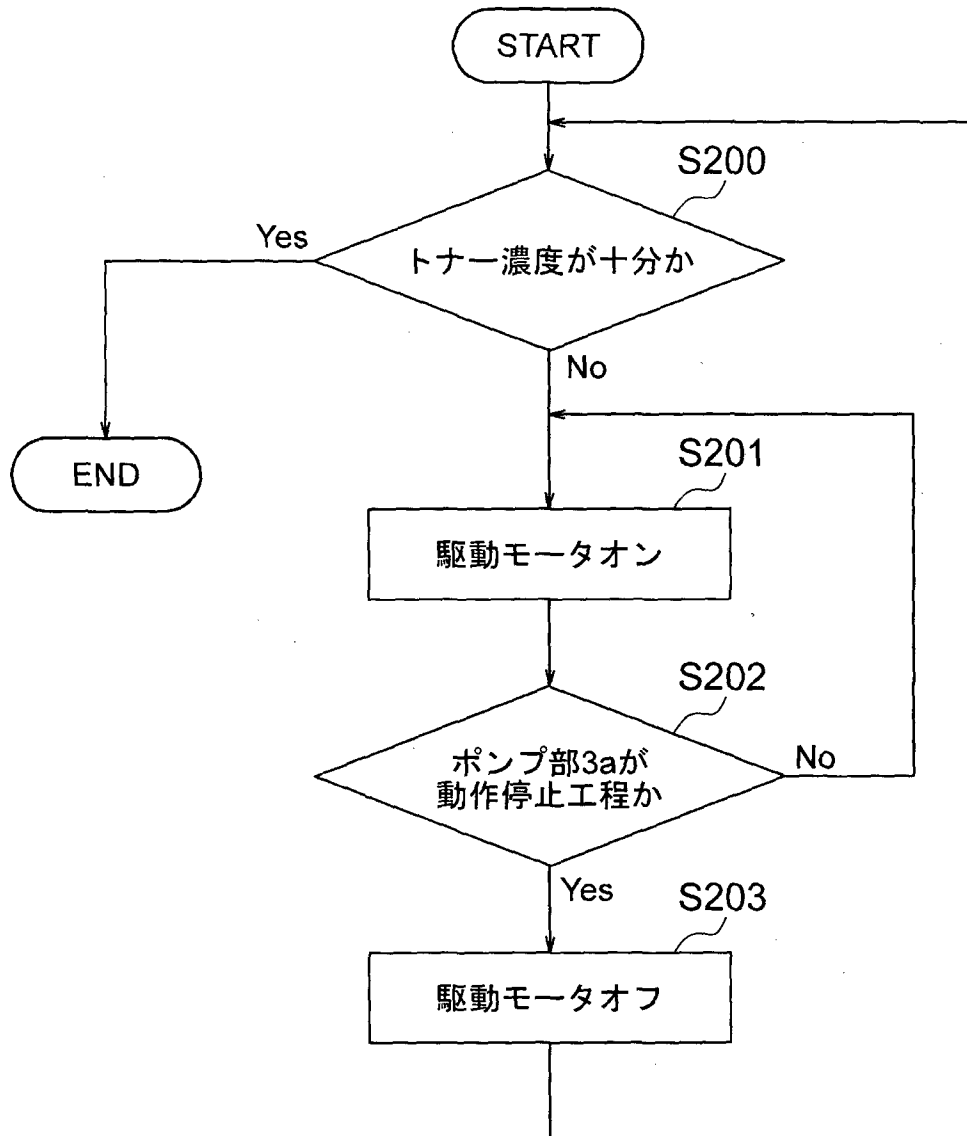 START
S200
Yes
トナー濃度が十分か
No
END
S201
駆動モータオン
S202
ポンプ部3aが
動作停止工程か
No
Yes
S203
駆動モータオフ